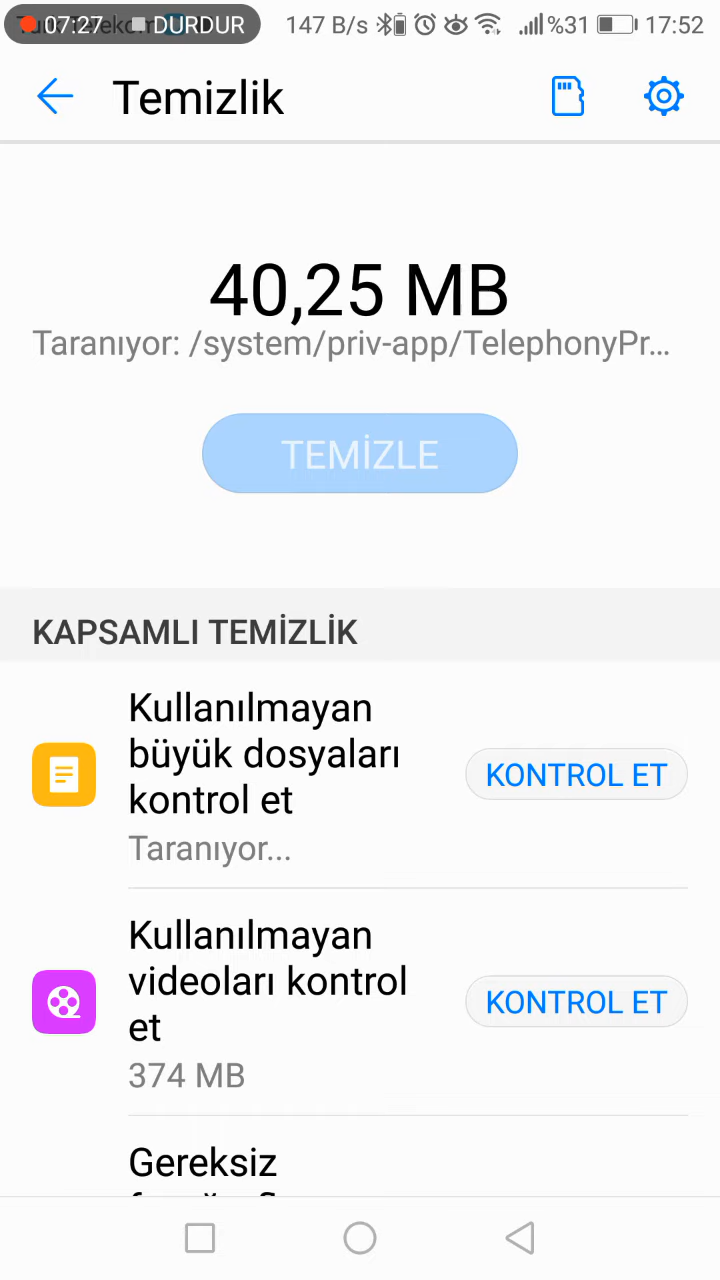 07:27 DURDUR 147 B/s %31 17:52
Temizlik
40,25 MB
Taranıyor: /system/priv-app/TelephonyPr...
TEMİZLE
KAPSAMLI TEMİZLİK
Kullanılmayan
büyük dosyaları
kontrol et
KONTROL ET
Taranıyor...
Kullanılmayan
videoları kontrol
et
KONTROL ET
374 MB
Gereksiz